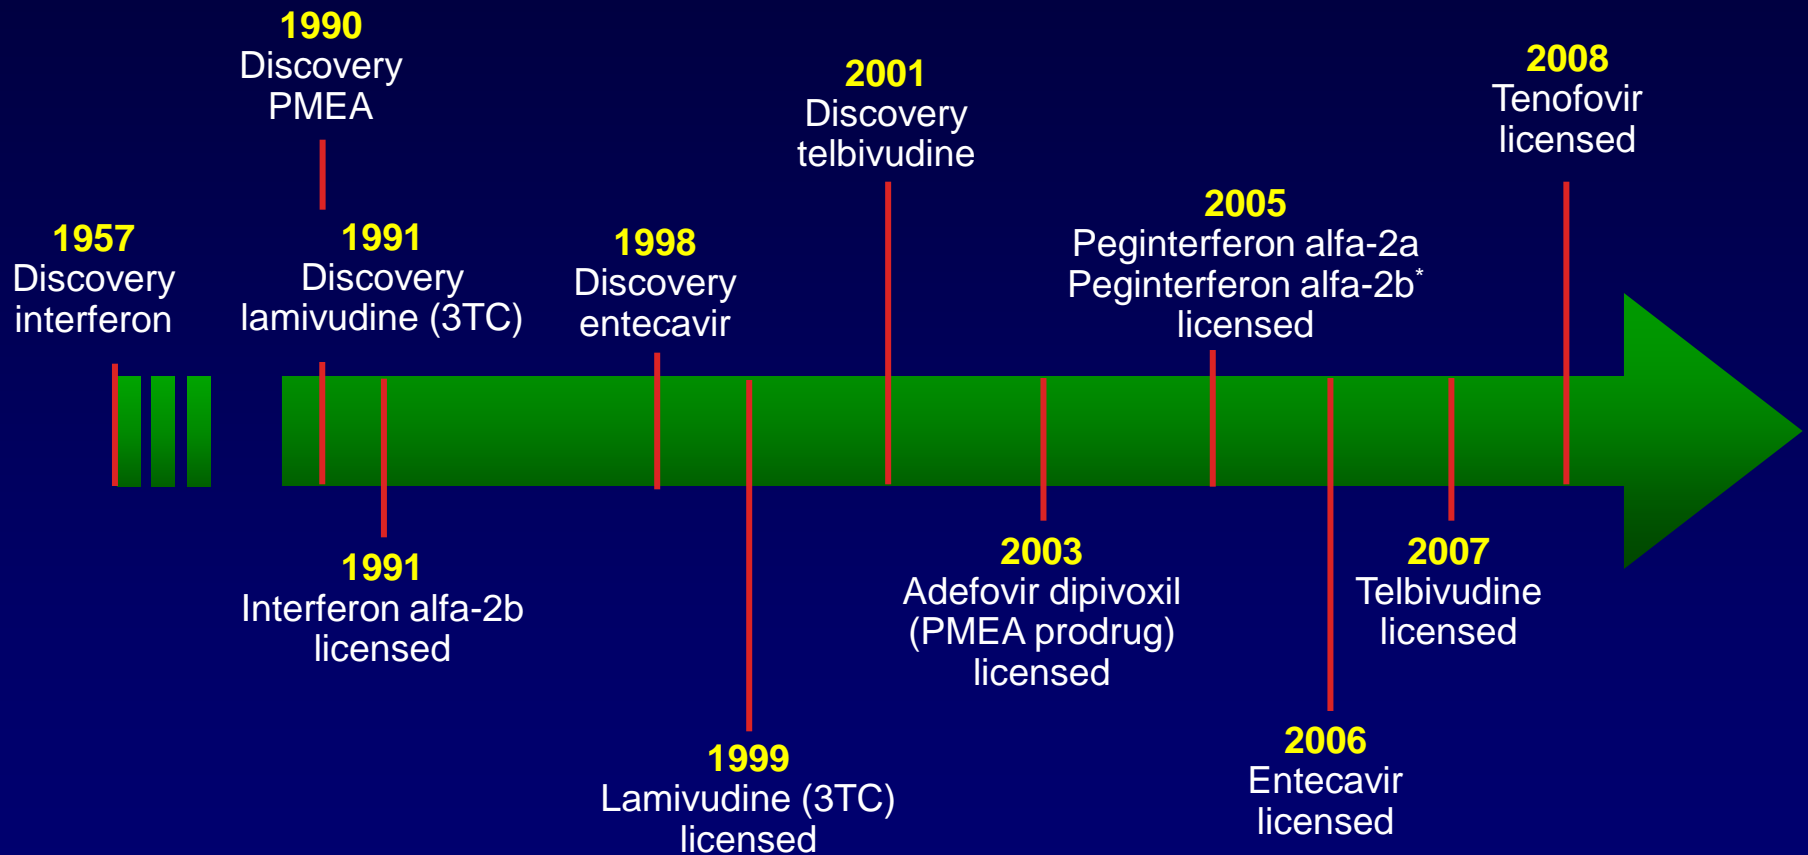 1990
Discovery
PMEA
2001
Discovery
telbivudine
2008
Tenofovir
licensed
1957
Discovery
interferon
1991
Discovery
lamivudine (3TC)
1998
Discovery
entecavir
2005
Peginterferon alfa-2a
Peginterferon alfa-2b*
licensed
1991
Interferon alfa-2b
licensed
1999
Lamivudine (3TC)
licensed
2003
Adefovir dipivoxil
(PMEA prodrug)
licensed
2006
Entecavir
licensed
2007
Telbivudine
licensed